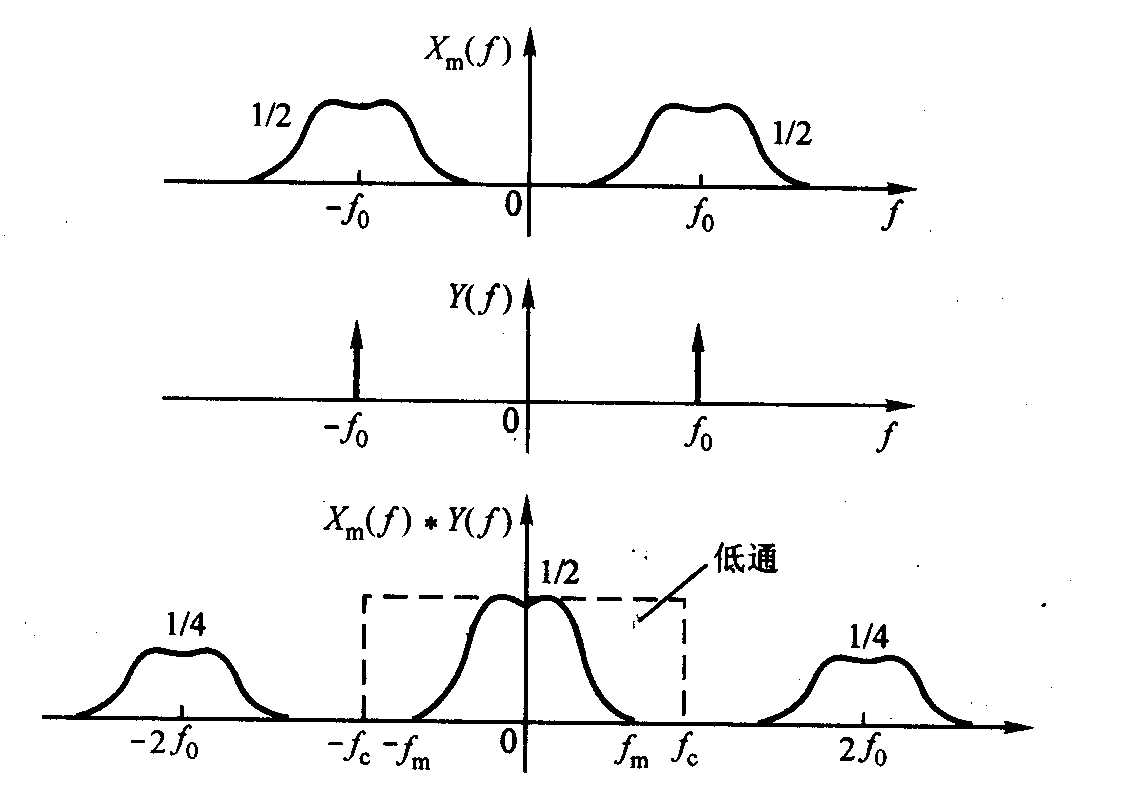 Xm(f)
1/2 1/2
-f0 0 f0 f
Y(f)
-f0 0 f0 f
Xm(f) * Y(f)
低通
1/2
1/4 1/4
-2f0 -fc -fm 0 fm fc 2f0